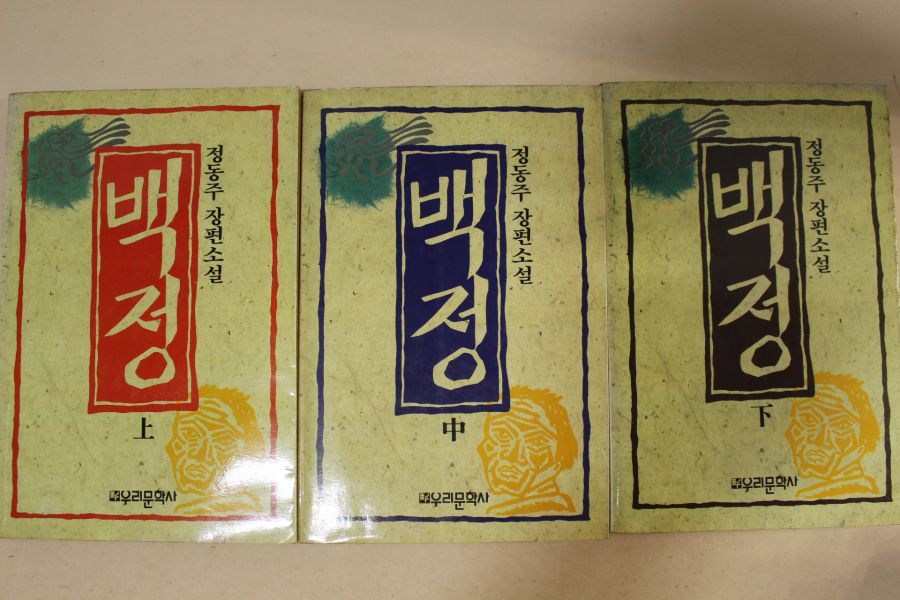 정동주 장편소설
백정
上
우리문학사
정동주 장편소설
백정
中
우리문학사
정동주 장편소설
백정
下
우리문학사